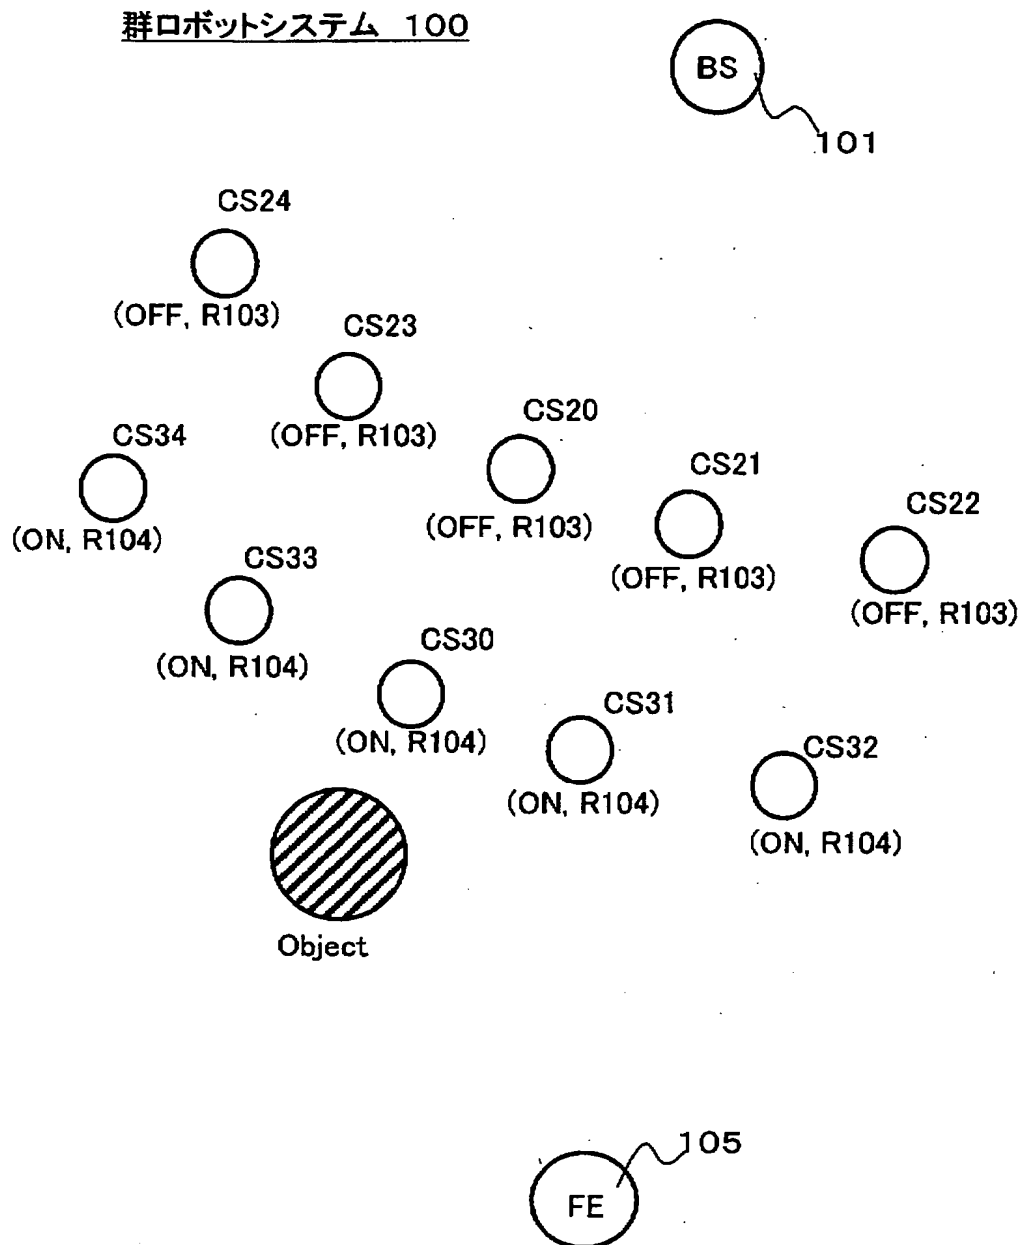 群ロボットシステム 100
BS
101
CS24
(OFF, R103)
CS23
(OFF, R103)
CS20
(OFF, R103)
CS21
(OFF, R103)
CS22
(OFF, R103)
CS34
(ON, R104)
CS33
(ON, R104)
CS30
(ON, R104)
CS31
(ON, R104)
CS32
(ON, R104)
Object
105
FE